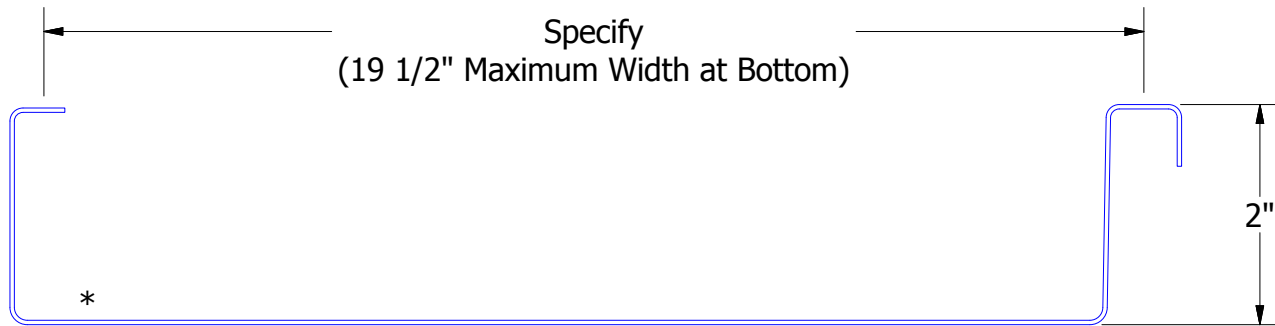 Specify
(19 1/2" Maximum Width at Bottom)
2"
*